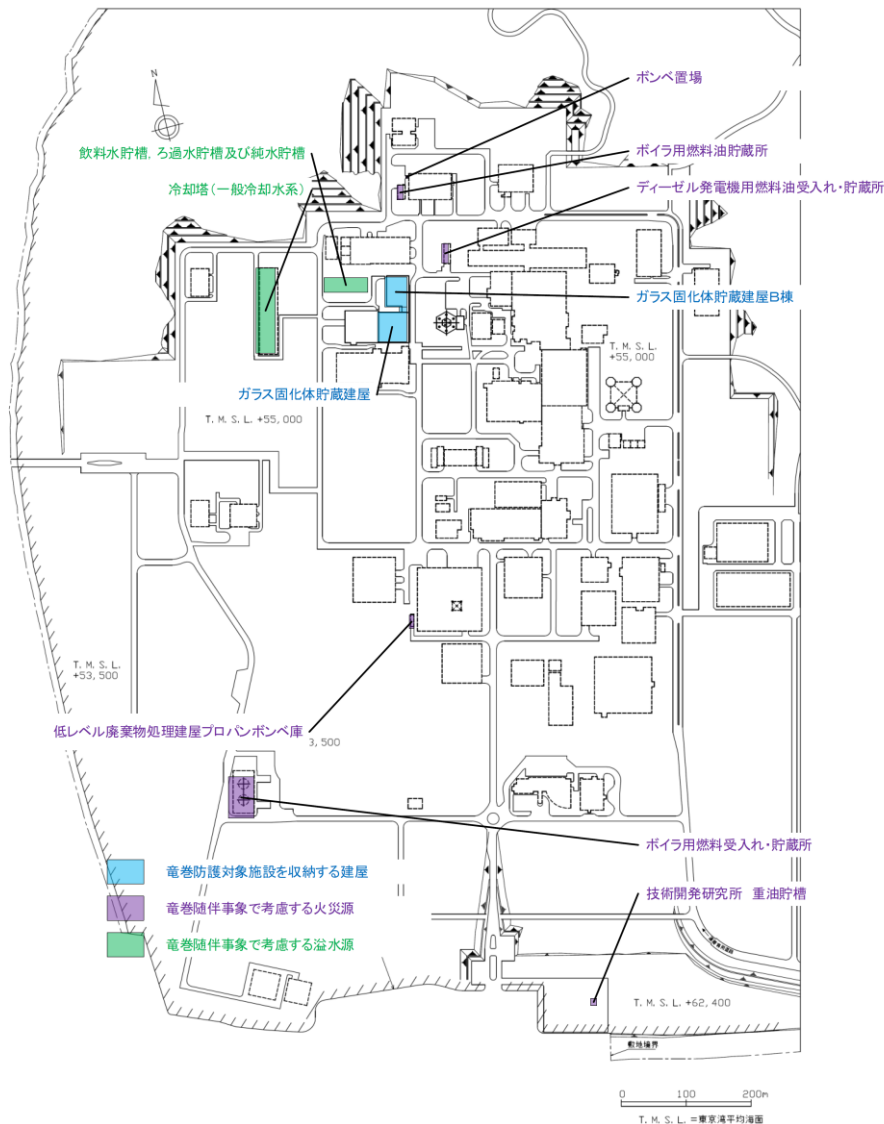 N
ボンベ置場
飲料水貯槽,ろ過水貯槽及び純水貯槽
ボイラ用燃料油貯蔵所
冷却塔(一般冷却水系)
ディーゼル発電機用燃料油受入れ・貯蔵所
ガラス固化体貯蔵建屋B棟
T. M. S. L.
+55,000
ガラス固化体貯蔵建屋
T. M. S. L. +55,000
T. M. S. L.
+53,500
低レベル廃棄物処理建屋プロパンボンベ庫
3,500
ボイラ用燃料受入れ・貯蔵所
竜巻防護対象施設を収納する建屋
技術開発研究所 重油貯槽
竜巻随伴事象で考慮する火災源
竜巻随伴事象で考慮する溢水源
T. M. S. L. +62,400
敷地境界
0 100 200m
T. M. S. L. =東京湾平均海面